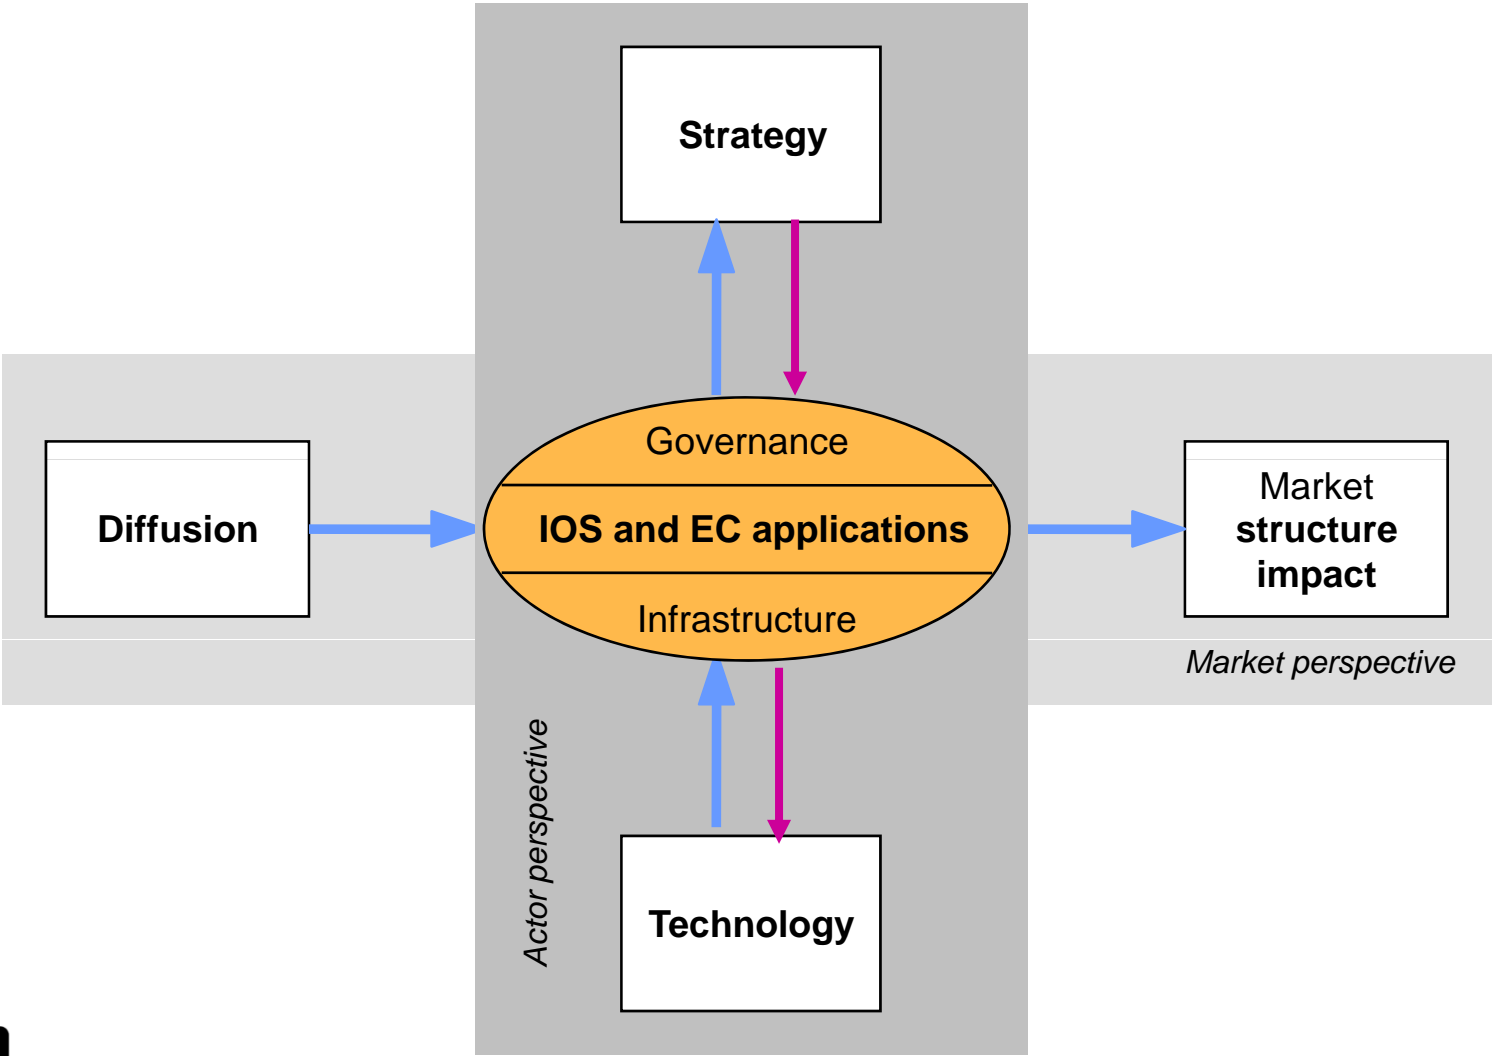 Strategy
Governance
Diffusion
IOS and EC applications
Market
structure
impact
Infrastructure
Market perspective
Actor perspective
Technology